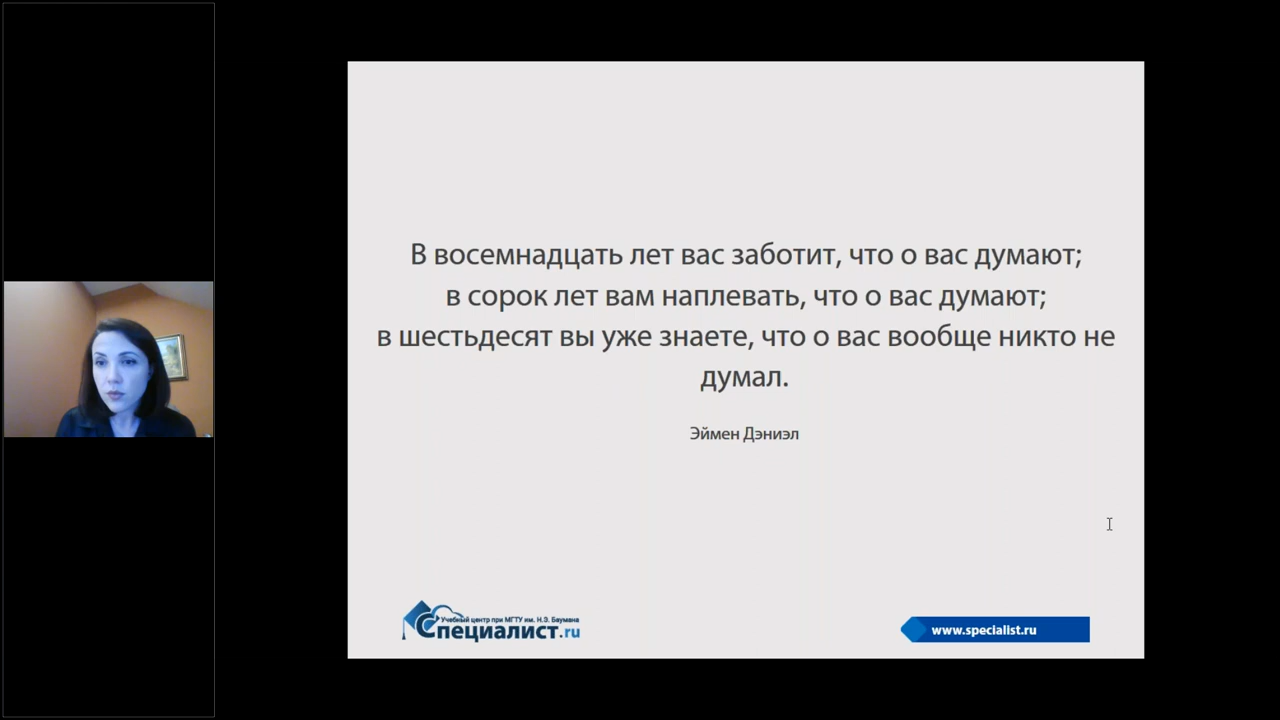 В восемнадцать лет вас заботит, что о вас думают;
в сорок лет вам наплевать, что о вас думают;
в шестьдесят вы уже знаете, что о вас вообще никто не
думал.
Эймен Дэниэл
Учебный центр при МГТУ им. Н.Э. Баумана
Специалист.ru
www.specialist.ru